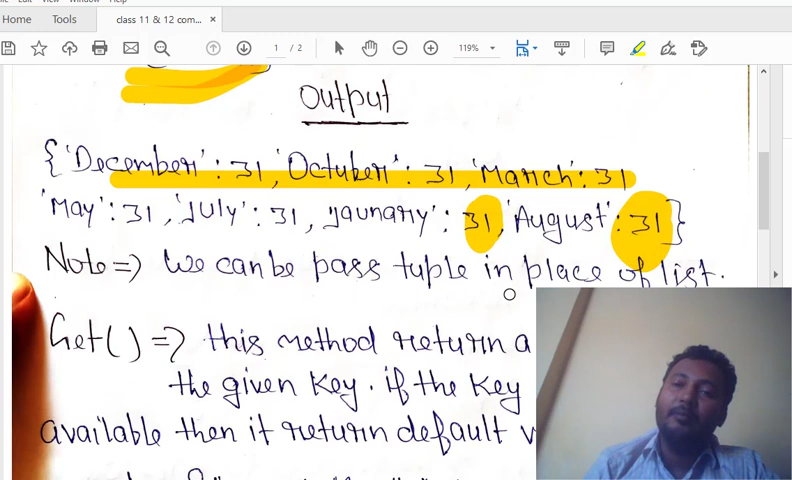 Home Tools class 11 & 12 com... ×
1 / 2 119%
Output
{'December': 31, 'Octuber': 31, 'March': 31
'May': 31, 'July': 31, 'Jaunary': 31, 'August': 31}
Note=> We can be pass tuple in place of list.
Get() => this method return a
the given key. if the key
available then it return default